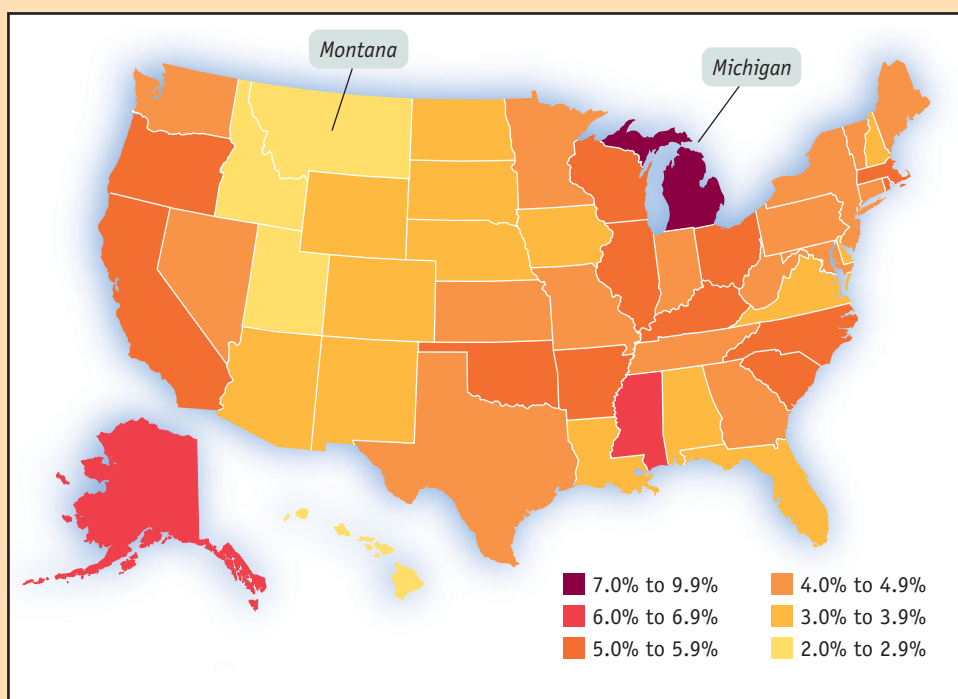 Montana
Michigan
7.0% to 9.9%
6.0% to 6.9%
5.0% to 5.9%
4.0% to 4.9%
3.0% to 3.9%
2.0% to 2.9%